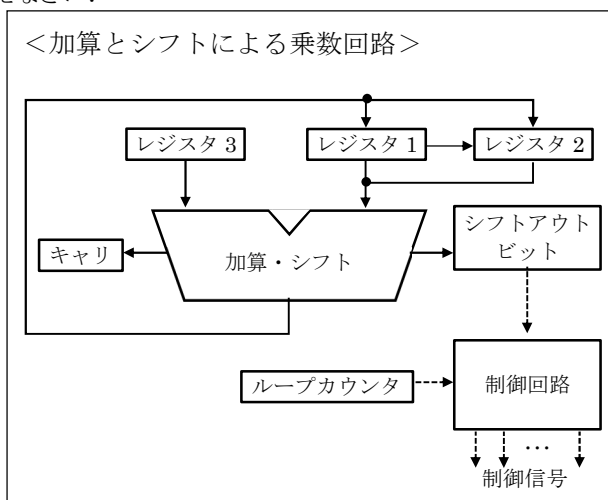 ＜加算とシフトによる乗数回路＞
レジスタ 3
レジスタ 1
レジスタ 2
キャリ
加算・シフト
シフトアウト
ビット
ループカウンタ
制御回路
…
制御信号